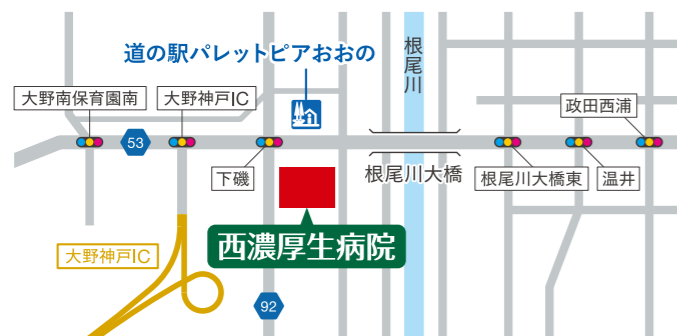 道の駅パレットピアおおの
根尾川
大野南保育園南
大野神戸IC
政田西浦
53
下磯
根尾川大橋
根尾川大橋東
温井
西濃厚生病院
大野神戸IC
92